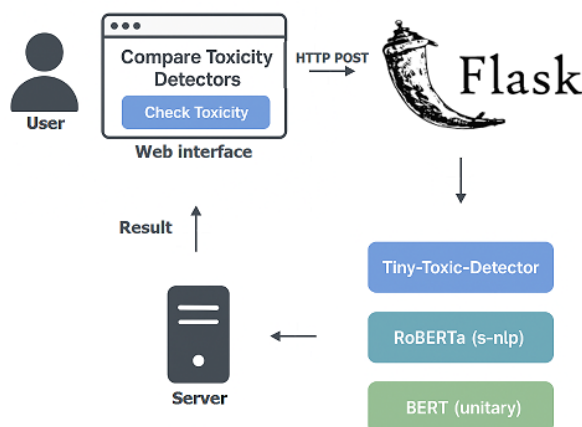 Compare Toxicity
Detectors
Check Toxicity
HTTP POST
Flask
User
Web interface
Result
Tiny-Toxic-Detector
RoBERTa (s-nlp)
BERT (unitary)
Server